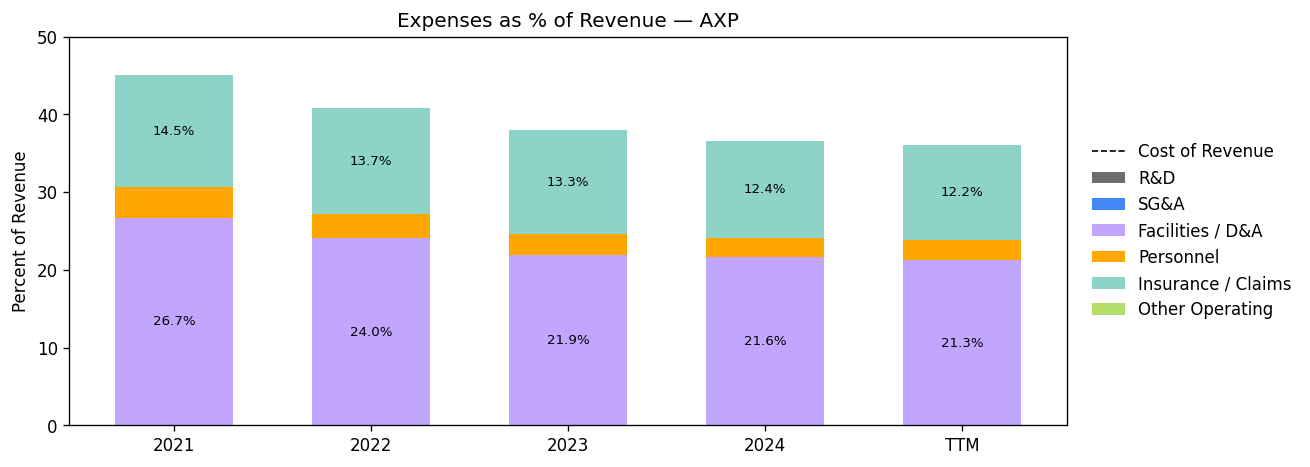 Expenses as % of Revenue — AXP
Percent of Revenue
50
40
30
20
10
0
14.5%
26.7%
13.7%
24.0%
13.3%
21.9%
12.4%
21.6%
12.2%
21.3%
2021
2022
2023
2024
TTM
Cost of Revenue
R&D
SG&A
Facilities / D&A
Personnel
Insurance / Claims
Other Operating